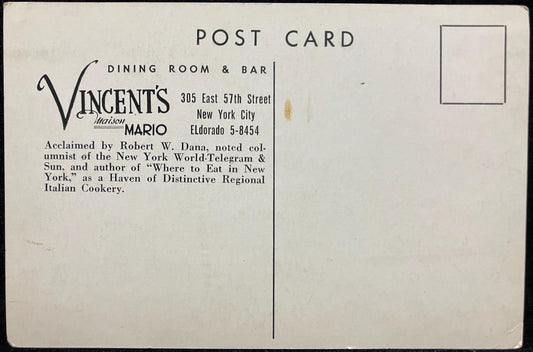 POST CARD
DINING ROOM & BAR
VINCENT'S
Maison
MARIO
305 East 57th Street
New York City
ELdorado 5-8454
Acclaimed by Robert W. Dana, noted col-
umnist of the New York World-Telegram &
Sun, and author of "Where to Eat in New
York," as a Haven of Distinctive Regional
Italian Cookery.